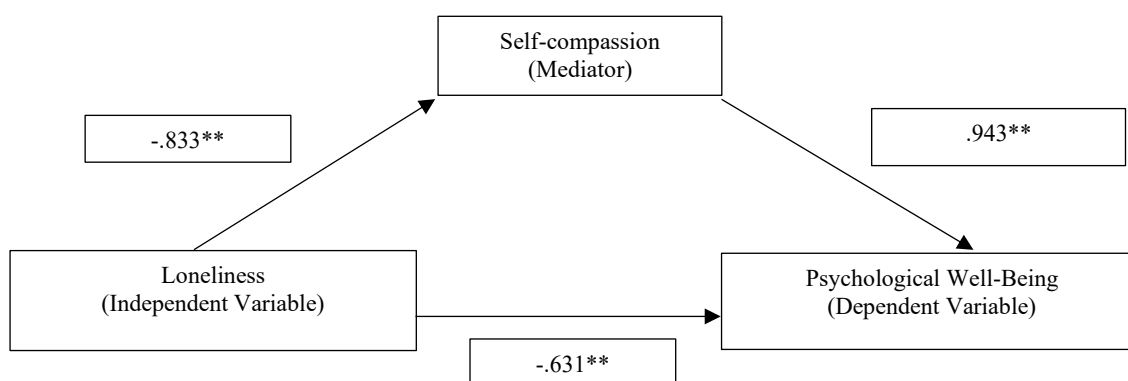 Self-compassion
(Mediator)
-.833**
.943**
Loneliness
(Independent Variable)
Psychological Well-Being
(Dependent Variable)
-.631**